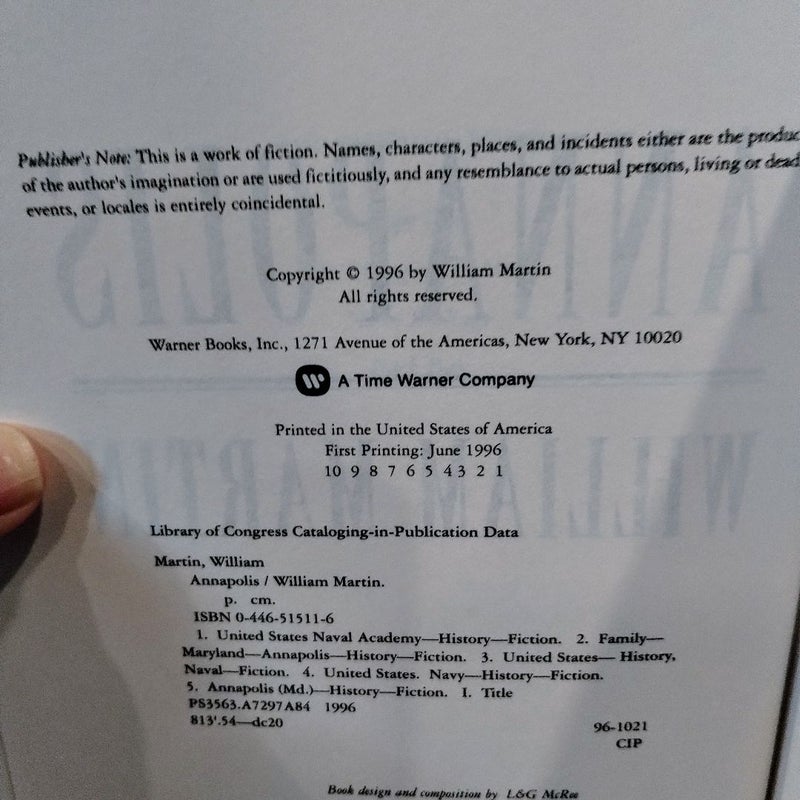 Publisher's Note: This is a work of fiction. Names, characters, places, and incidents either are the produc
of the author's imagination or are used fictitiously, and any resemblance to actual persons, living or dead
events, or locales is entirely coincidental.
Copyright © 1996 by William Martin
All rights reserved.
Warner Books, Inc., 1271 Avenue of the Americas, New York, NY 10020
A Time Warner Company
Printed in the United States of America
First Printing: June 1996
10 9 8 7 6 5 4 3 2 1
Library of Congress Cataloging-in-Publication Data
Martin, William
Annapolis / William Martin.
p. cm.
ISBN 0-446-51511-6
1. United States Naval Academy—History—Fiction. 2. Family—
Maryland—Annapolis—History—Fiction. 3. United States— History,
Naval—Fiction. 4. United States. Navy—History—Fiction.
5. Annapolis (Md.)—History—Fiction. I. Title
PS3563.A7297A84 1996
813'.54—dc20
96-1021
CIP
Book design and composition by L&G McRee
ANNAPOLIS
WILLIAM MARTIN